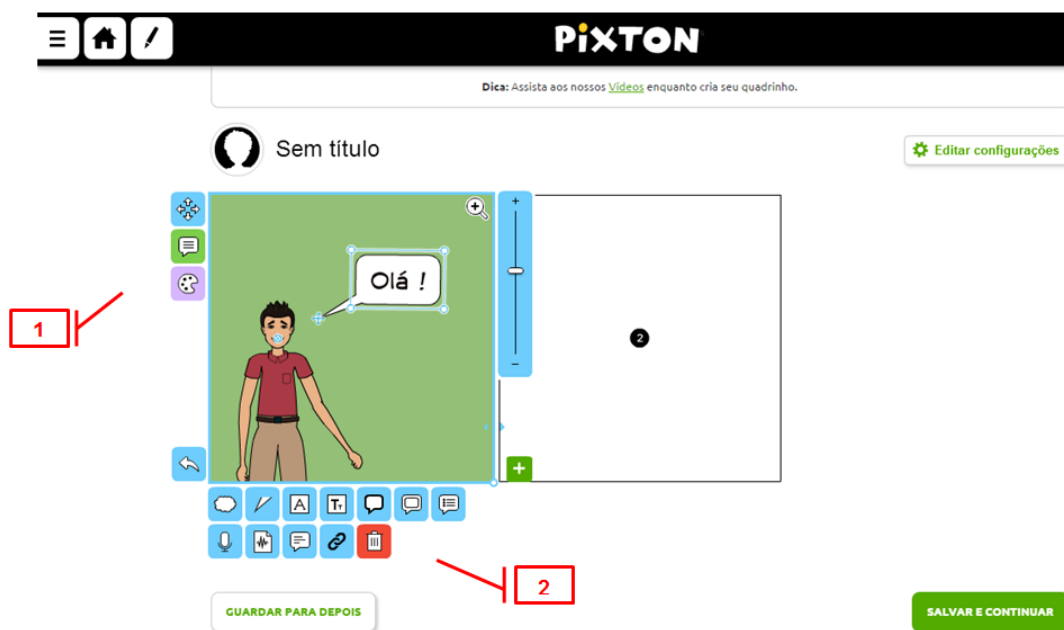 PiXTON
Dica: Assista aos nossos Vídeos enquanto cria seu quadrinho.
Sem título
Editar configurações
+
Olá !
1
2
−
+
A
TT
2
GUARDAR PARA DEPOIS
SALVAR E CONTINUAR